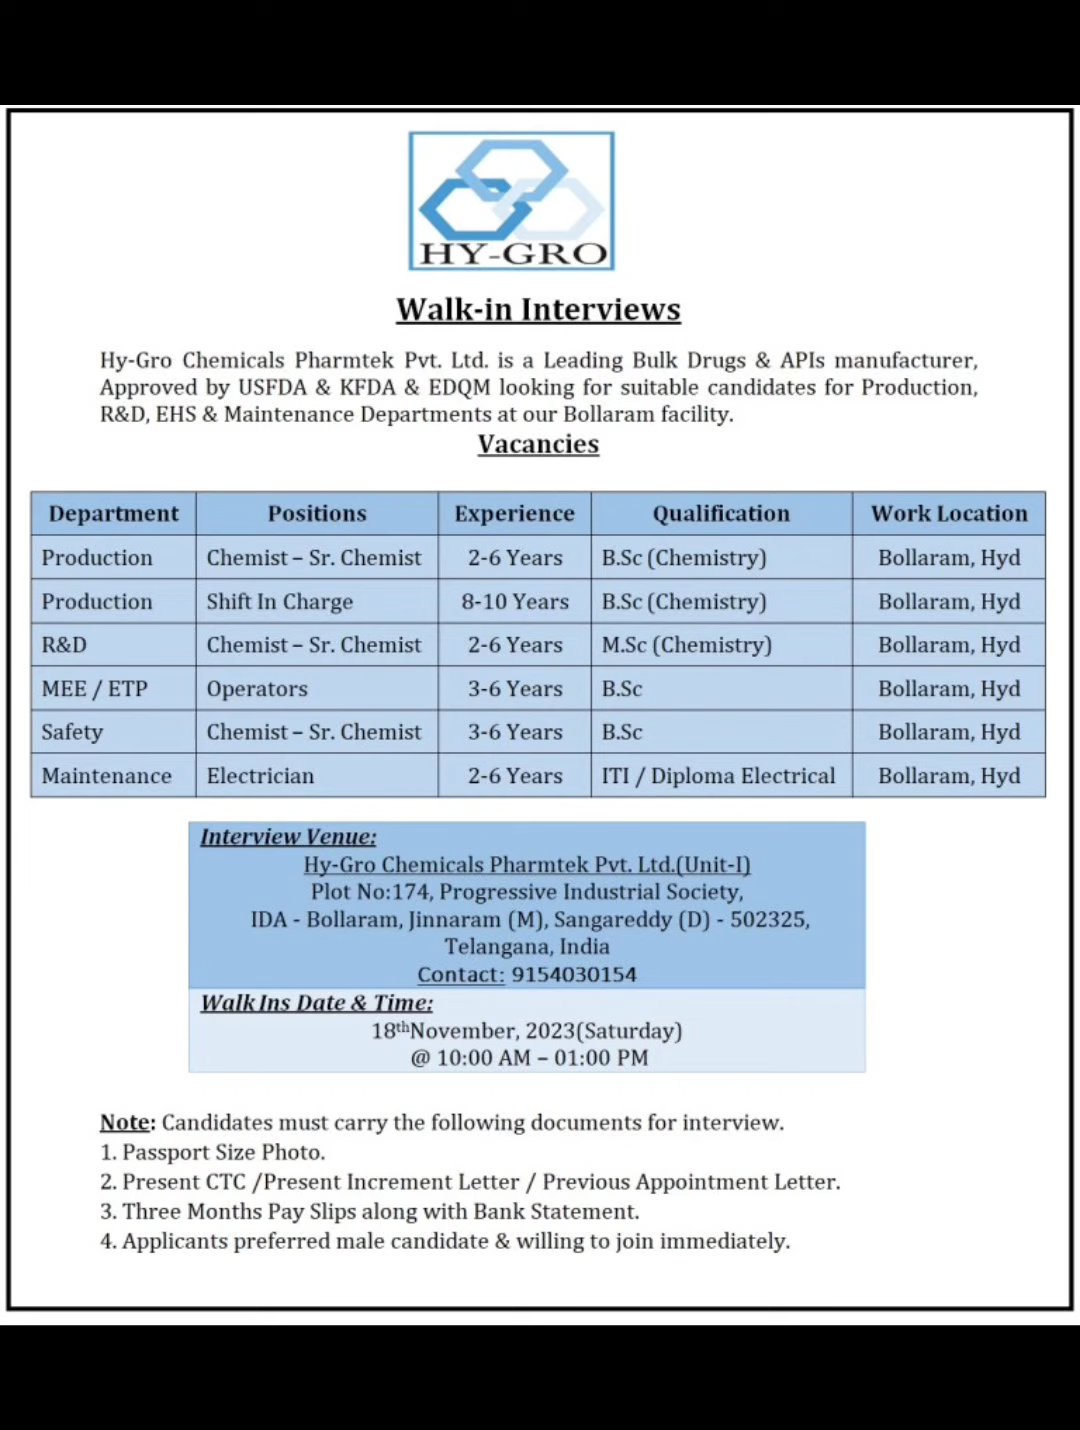 HY-GRO
Walk-in Interviews
Hy-Gro Chemicals Pharmtek Pvt. Ltd. is a Leading Bulk Drugs & APIs manufacturer,
Approved by USFDA & KFDA & EDQM looking for suitable candidates for Production,
R&D, EHS & Maintenance Departments at our Bollaram facility.
Vacancies
Department Positions Experience Qualification Work Location
Production Chemist – Sr. Chemist 2-6 Years B.Sc (Chemistry) Bollaram, Hyd
Production Shift In Charge 8-10 Years B.Sc (Chemistry) Bollaram, Hyd
R&D Chemist – Sr. Chemist 2-6 Years M.Sc (Chemistry) Bollaram, Hyd
MEE / ETP Operators 3-6 Years B.Sc Bollaram, Hyd
Safety Chemist – Sr. Chemist 3-6 Years B.Sc Bollaram, Hyd
Maintenance Electrician 2-6 Years ITI / Diploma Electrical Bollaram, Hyd
Interview Venue:
Hy-Gro Chemicals Pharmtek Pvt. Ltd.(Unit-I)
Plot No:174, Progressive Industrial Society,
IDA - Bollaram, Jinnaram (M), Sangareddy (D) - 502325,
Telangana, India
Contact: 9154030154
Walk Ins Date & Time:
18thNovember, 2023(Saturday)
@ 10:00 AM – 01:00 PM
Note: Candidates must carry the following documents for interview.
1. Passport Size Photo.
2. Present CTC /Present Increment Letter / Previous Appointment Letter.
3. Three Months Pay Slips along with Bank Statement.
4. Applicants preferred male candidate & willing to join immediately.